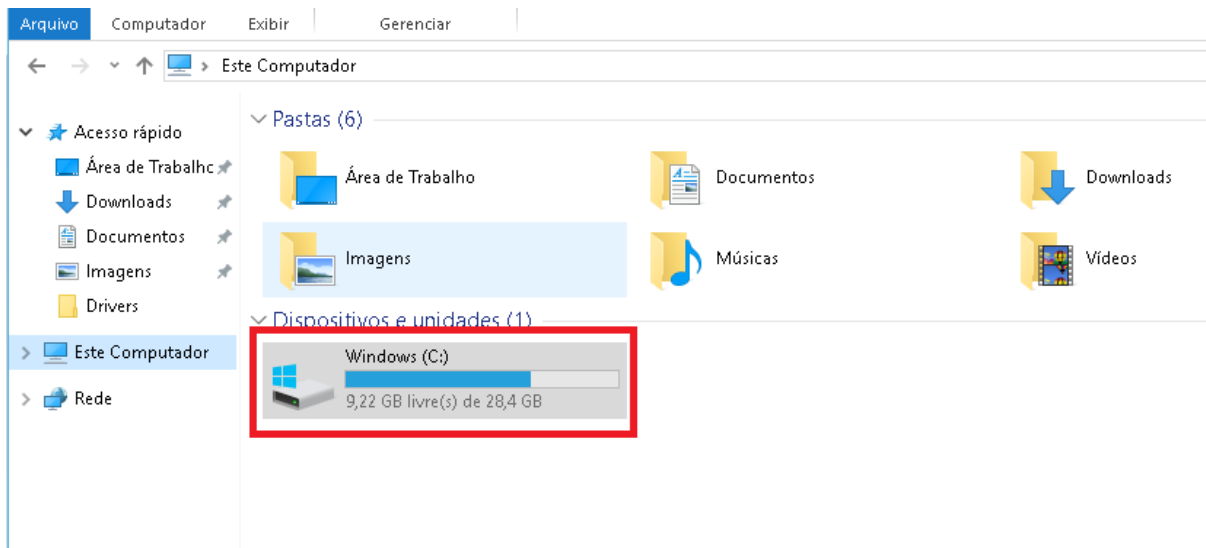 Arquivo Computador Exibir Gerenciar
Este Computador
Acesso rápido
Área de Trabalhc
Downloads
Documentos
Imagens
Drivers
Este Computador
Rede
Pastas (6)
Área de Trabalho Documentos Downloads
Imagens Músicas Vídeos
Dispositivos e unidades (1)
Windows (C:)
9,22 GB livre(s) de 28,4 GB